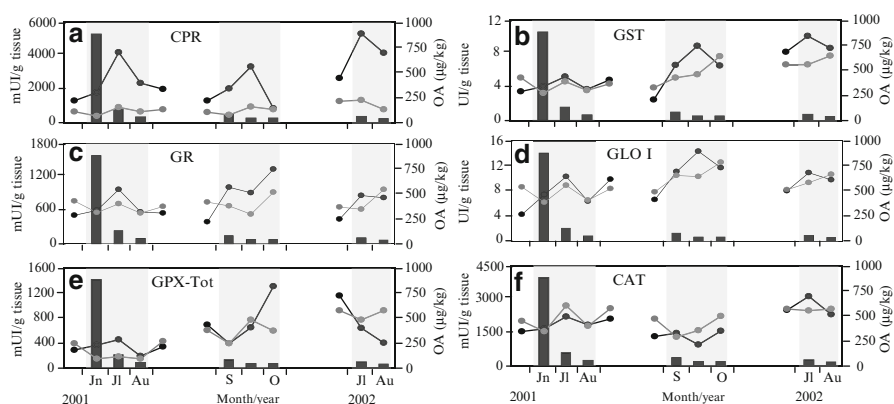 a CPR
mUI/g tissue
6000
4000
2000
0
1000
750
500
250
0
OA (µg/kg)
b GST
UI/g tissue
12
8
4
0
1000
750
500
250
0
OA (µg/kg)
c GR
mUI/g tissue
1800
1200
600
0
1000
750
500
250
0
OA (µg/kg)
d GLO I
UI/g tissue
16
12
8
4
0
1000
750
500
250
0
OA (µg/kg)
e GPX-Tot
mUI/g tissue
1600
1200
800
400
0
1000
750
500
250
0
OA (µg/kg)
f CAT
mUI/g tissue
4500
3000
1500
0
1000
750
500
250
0
OA (µg/kg)
Jn Jl Au S O Jl Au
2001 Month/year 2002
Jn Jl Au S O Jl Au
2001 Month/year 2002